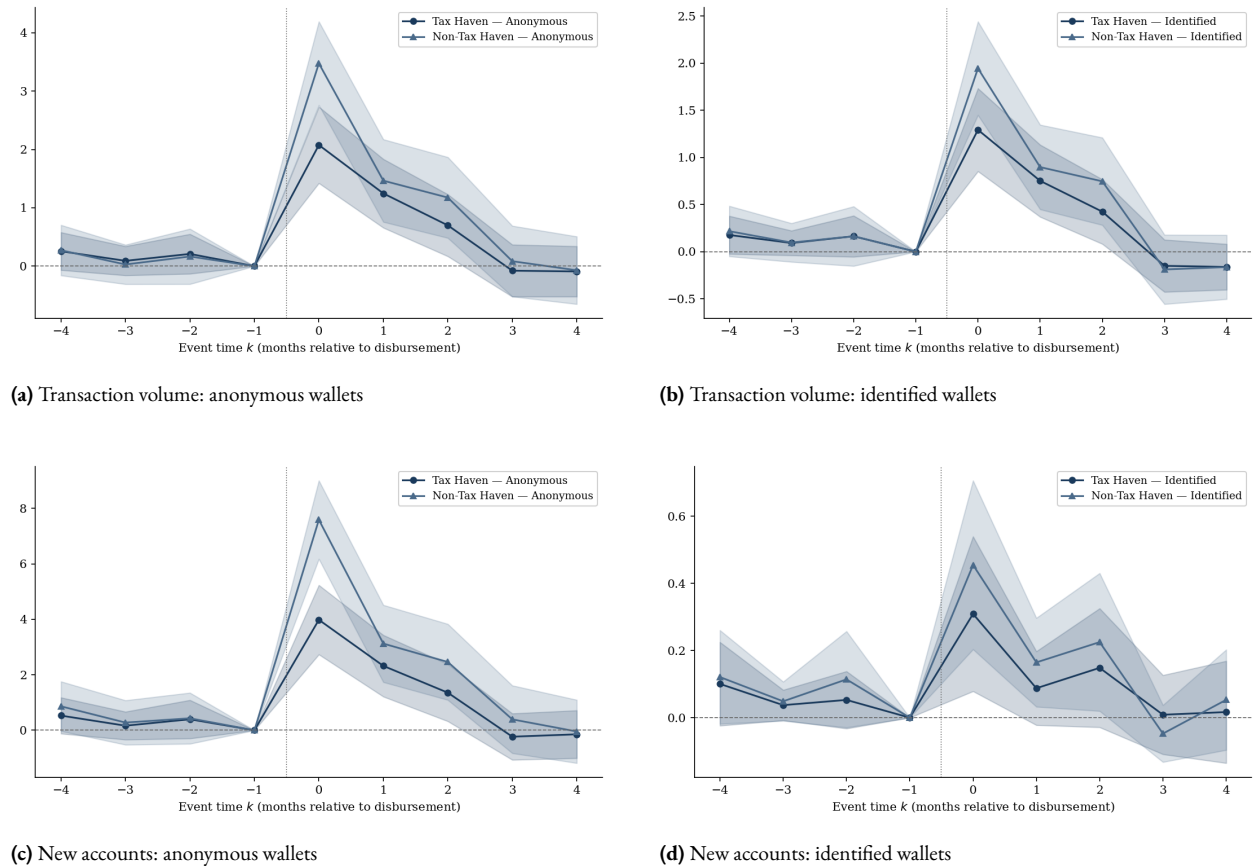 Tax Haven — Anonymous
Non-Tax Haven — Anonymous
4
3
2
1
0
−4 −3 −2 −1 0 1 2 3 4
Event time k (months relative to disbursement)
(a) Transaction volume: anonymous wallets
Tax Haven — Identified
Non-Tax Haven — Identified
2.5
2.0
1.5
1.0
0.5
0.0
−0.5
−4 −3 −2 −1 0 1 2 3 4
Event time k (months relative to disbursement)
(b) Transaction volume: identified wallets
Tax Haven — Anonymous
Non-Tax Haven — Anonymous
8
6
4
2
0
−4 −3 −2 −1 0 1 2 3 4
Event time k (months relative to disbursement)
(c) New accounts: anonymous wallets
Tax Haven — Identified
Non-Tax Haven — Identified
0.6
0.4
0.2
0.0
−4 −3 −2 −1 0 1 2 3 4
Event time k (months relative to disbursement)
(d) New accounts: identified wallets